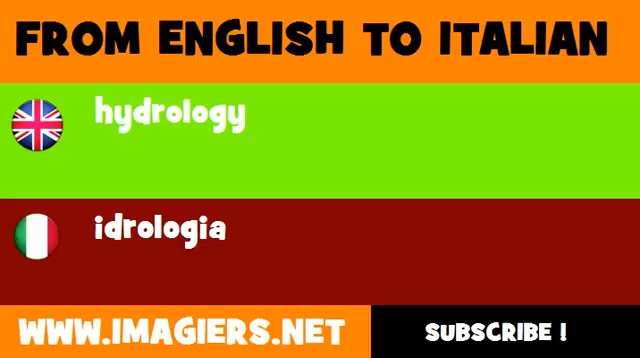 FROM ENGLISH TO ITALIAN
hydrology
idrologia
WWW.IMAGIERS.NET
SUBSCRIBE !